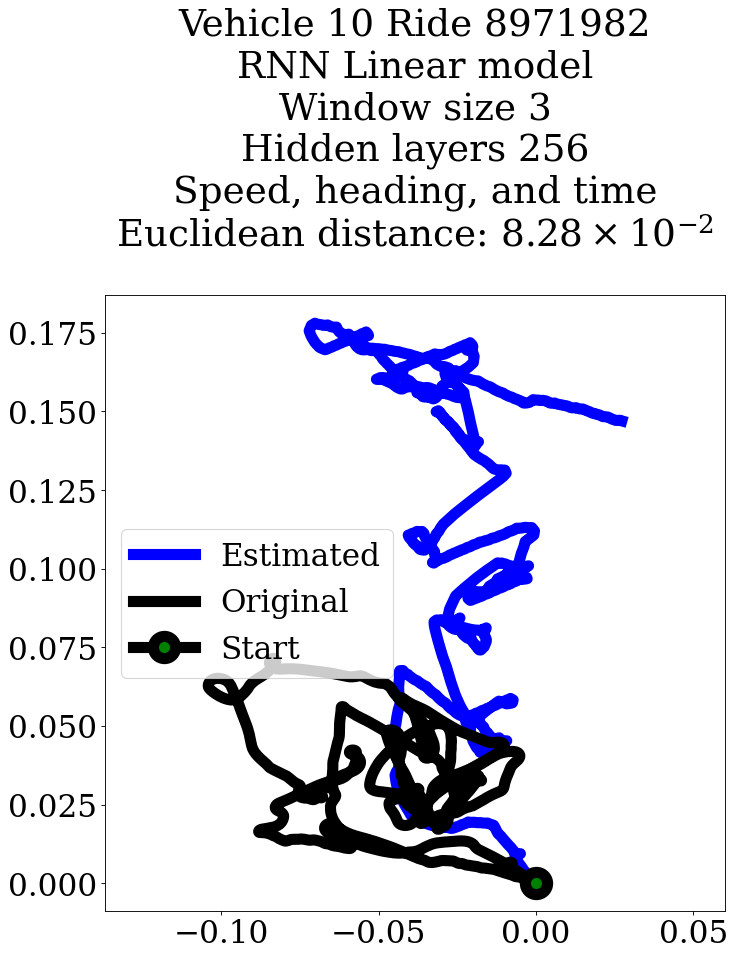 Vehicle 10 Ride 8971982
RNN Linear model
Window size 3
Hidden layers 256
Speed, heading, and time
Euclidean distance: 8.28 × 10⁻²
0.175
0.150
0.125
0.100
0.075
0.050
0.025
0.000
Estimated
Original
Start
−0.10 −0.05 0.00 0.05